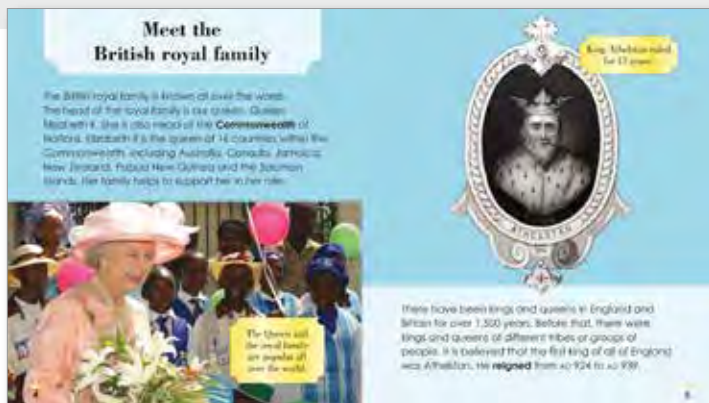 Meet the
British royal family
The British royal family is known all over the world.
The head of the royal family is our queen, Queen
Elizabeth II. She is also Head of the Commonwealth of
Nations. Elizabeth II is the queen of 16 countries within the
Commonwealth, including Australia, Canada, Jamaica,
New Zealand, Papua New Guinea and the Solomon
Islands. Her family helps to support her in her role.
The Queen and
the royal family
are popular all
over the world.
King Athelstan ruled
for 15 years.
ATHELSTAN
There have been kings and queens in England and
Britain for over 1,500 years. Before that, there were
kings and queens of different tribes or groups of
people. It is believed that the first king of all of England
was Athelstan. He reigned from AD 924 to AD 939.
5